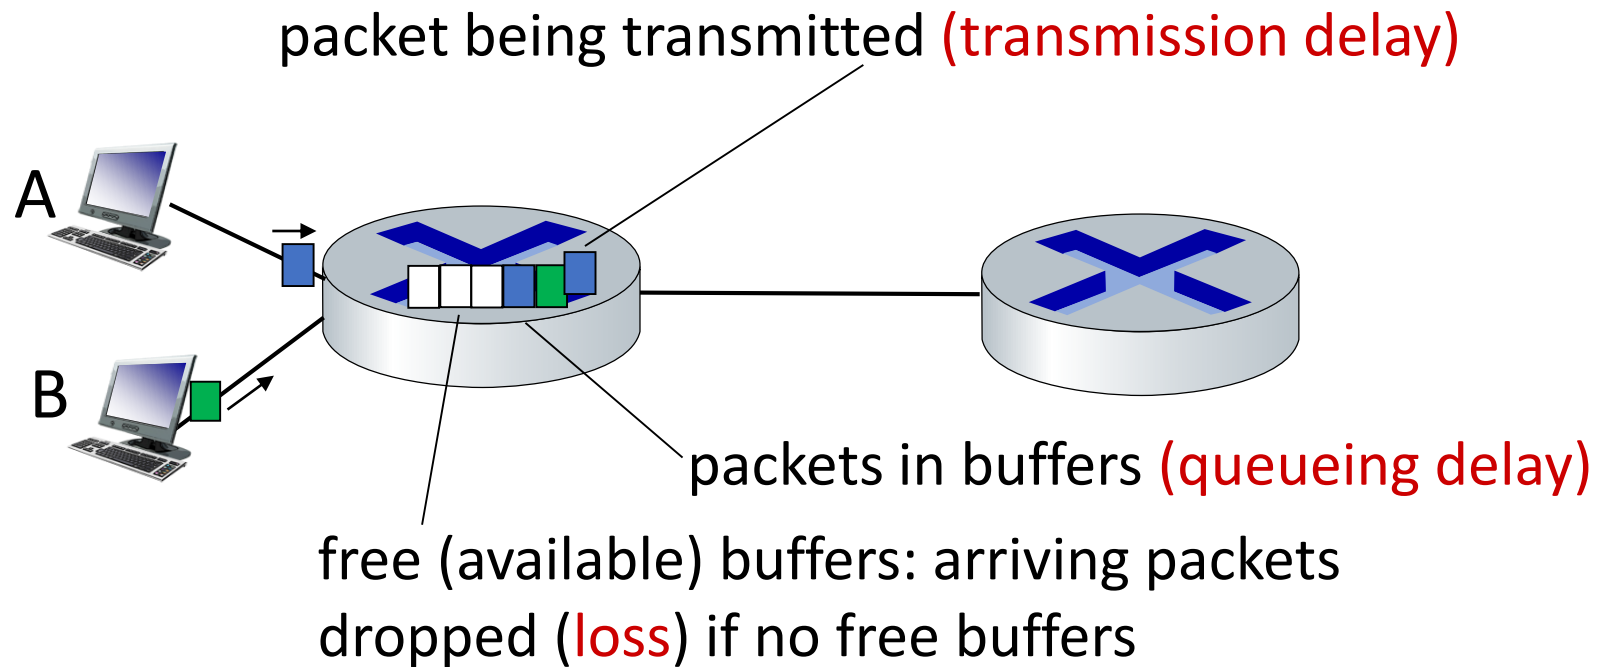 packet being transmitted (transmission delay)
A
B
packets in buffers (queueing delay)
free (available) buffers: arriving packets
dropped (loss) if no free buffers